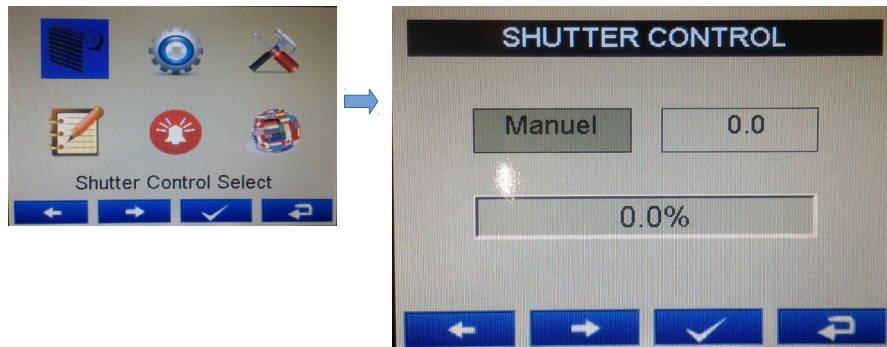 Shutter Control Select
SHUTTER CONTROL
Manuel 0.0
0.0%